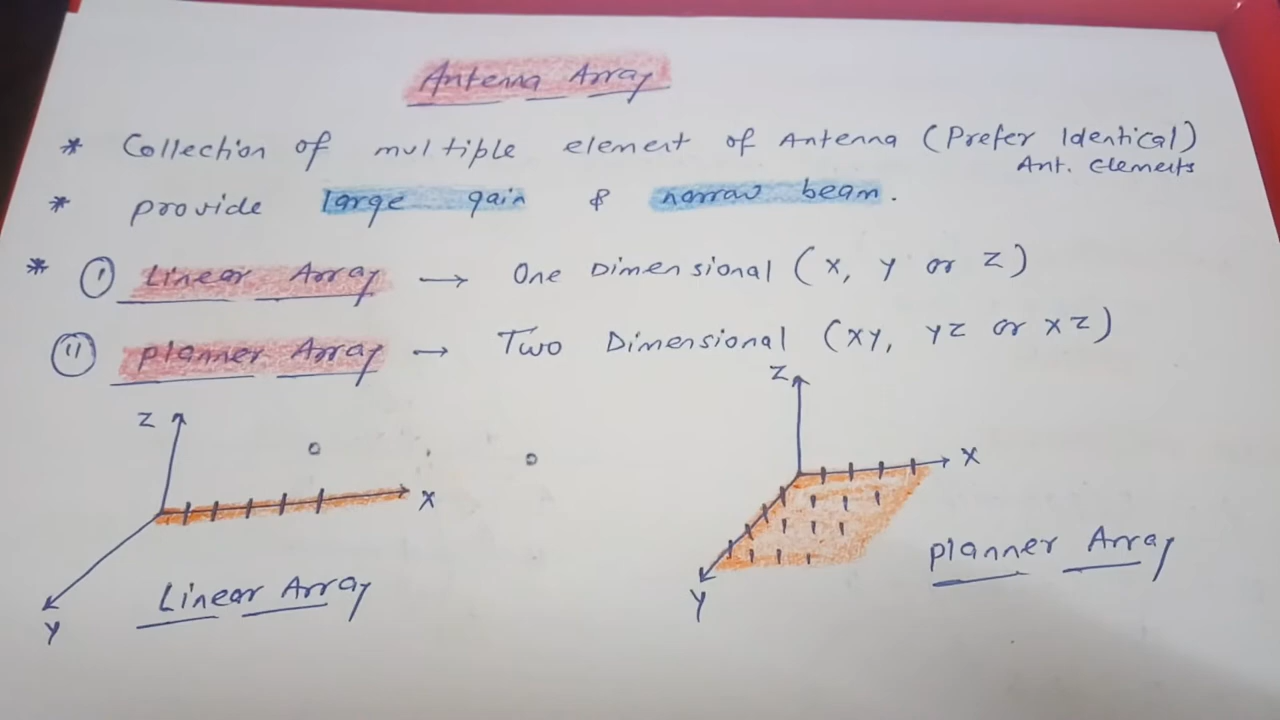 Antenna Array
* Collection of multiple element of Antenna (Prefer Identical)
Ant. Elements
* provide large gain & narrow beam.
* (I) Linear Array → One Dimensional (X, Y or Z)
(II) planner Array → Two Dimensional (XY, YZ or XZ)
Z
X
Y
Linear Array
Z
X
Y
planner Array